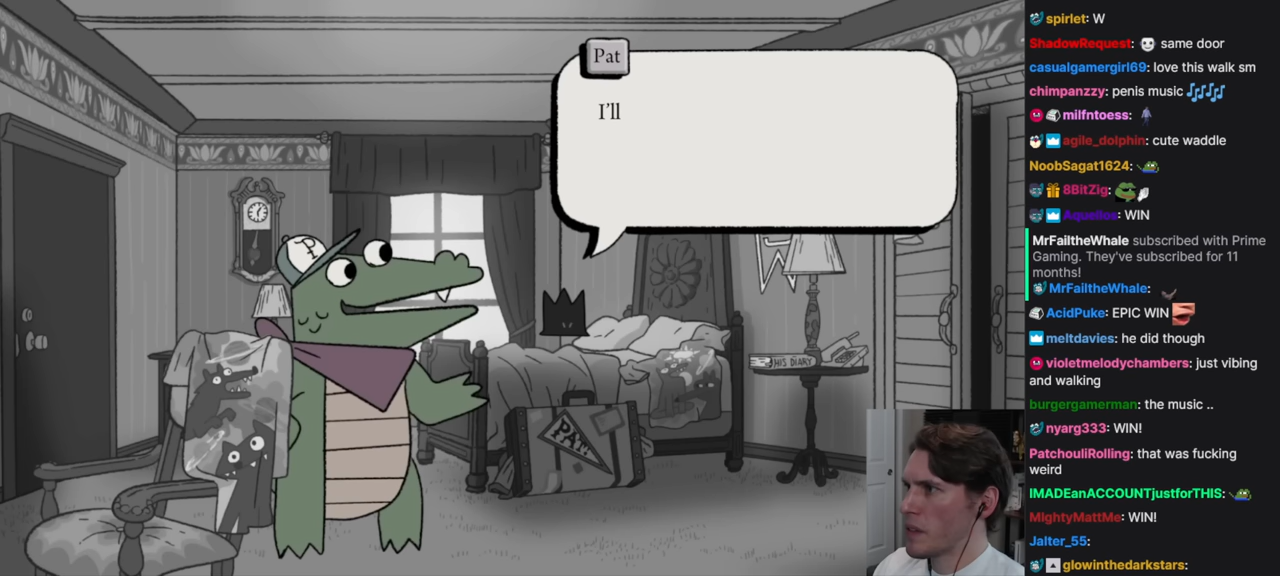 Pat
I'll
P
HIS DIARY
PAT.
spirlet: W
ShadowRequest: same door
casualgamergirl69: love this walk sm
chimpanzzy: penis music
milfntoess:
agile_dolphin: cute waddle
NoobSagat1624:
8BitZig:
Aquellos: WIN
MrFailtheWhale subscribed with Prime
Gaming. They've subscribed for 11
months!
MrFailtheWhale:
AcidPuke: EPIC WIN
meltdavies: he did though
violetmelodychambers: just vibing
and walking
burgergamerman: the music ..
nyarg333: WIN!
PatchouliRolling: that was fucking
weird
IMADEanACCOUNTjustforTHIS:
MIghtyMattMe: WIN!
Jalter_55:
glowinthedarkstars: